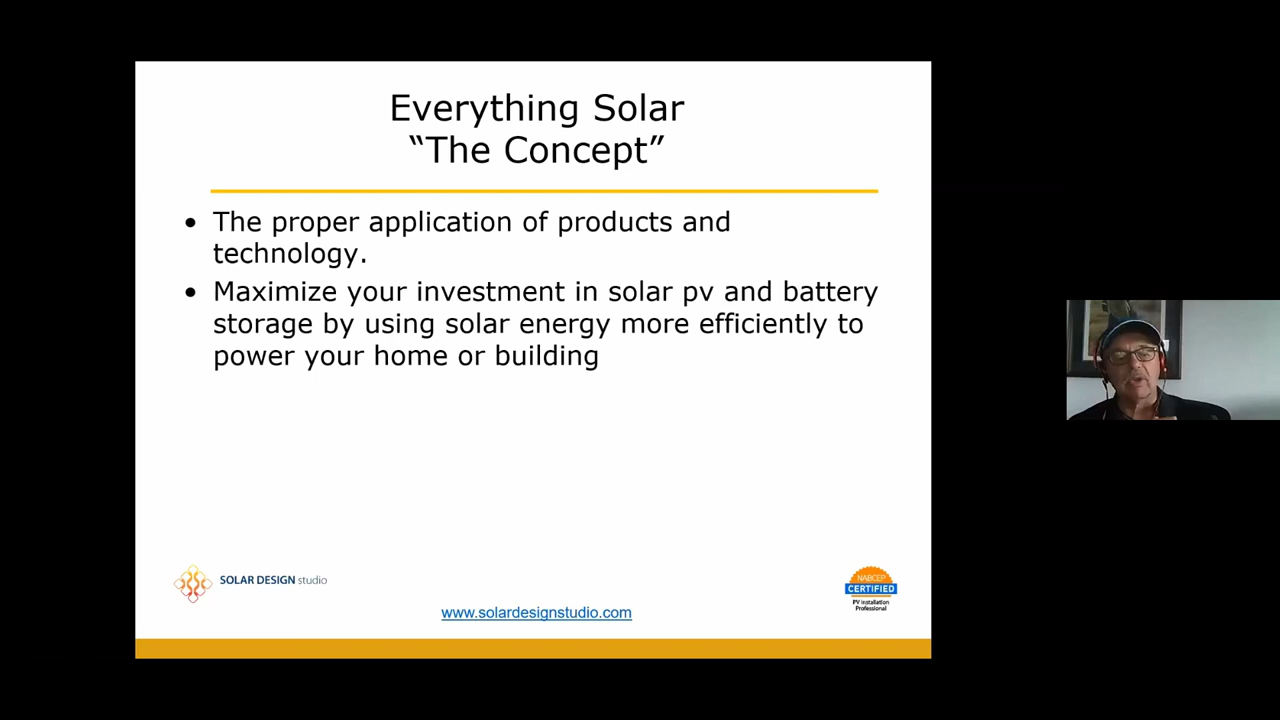 Everything Solar
“The Concept”
• The proper application of products and
technology.
• Maximize your investment in solar pv and battery
storage by using solar energy more efficiently to
power your home or building
SOLAR DESIGN studio
www.solardesignstudio.com
NABCEP
CERTIFIED
PV Installation
Professional